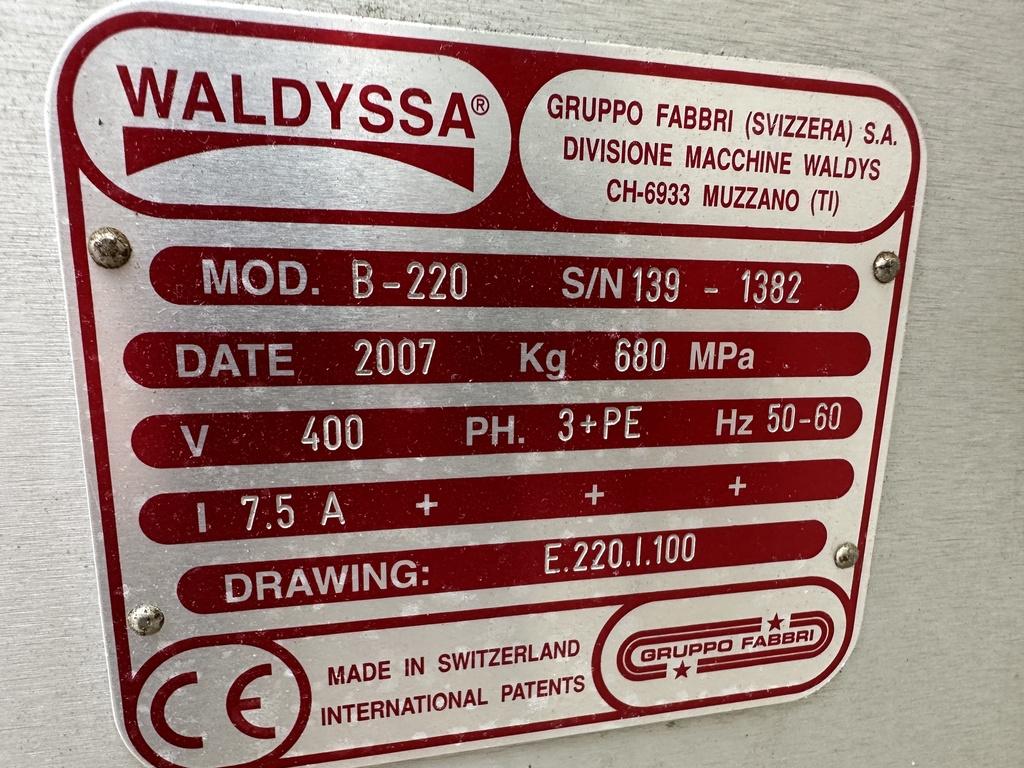 WALDYSSA®
GRUPPO FABBRI (SVIZZERA) S.A.
DIVISIONE MACCHINE WALDYS
CH-6933 MUZZANO (TI)
MOD. B-220 S/N 139 - 1382
DATE 2007 Kg 680 MPa
V 400 PH. 3+PE Hz 50-60
I 7.5 A + + +
DRAWING: E.220.I.100
CE
MADE IN SWITZERLAND
INTERNATIONAL PATENTS
GRUPPO FABBRI